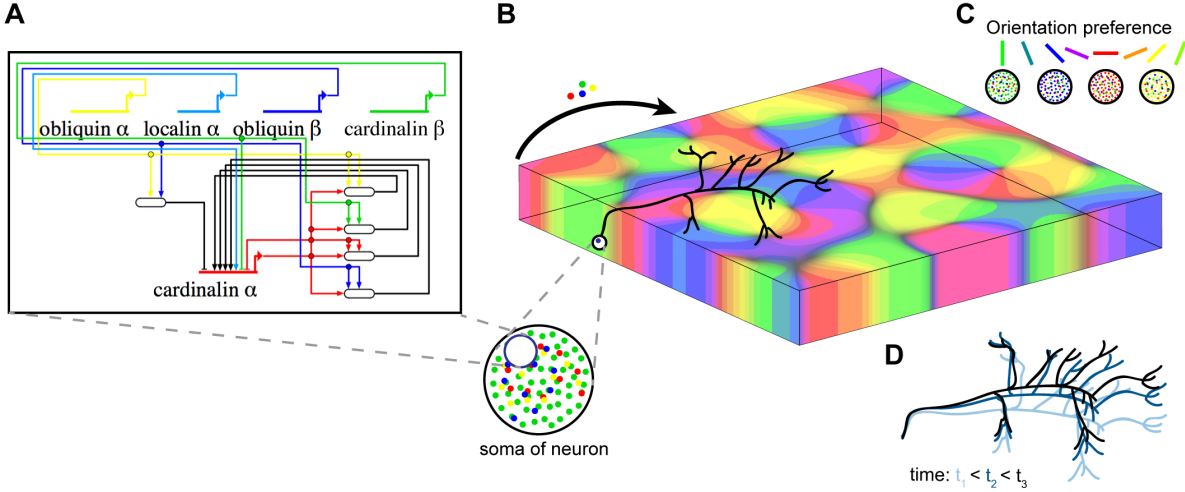 A
B
C
Orientation preference
obliquin α localin α obliquin β cardinalin β
cardinalin α
soma of neuron
D
time: t1 < t2 < t3